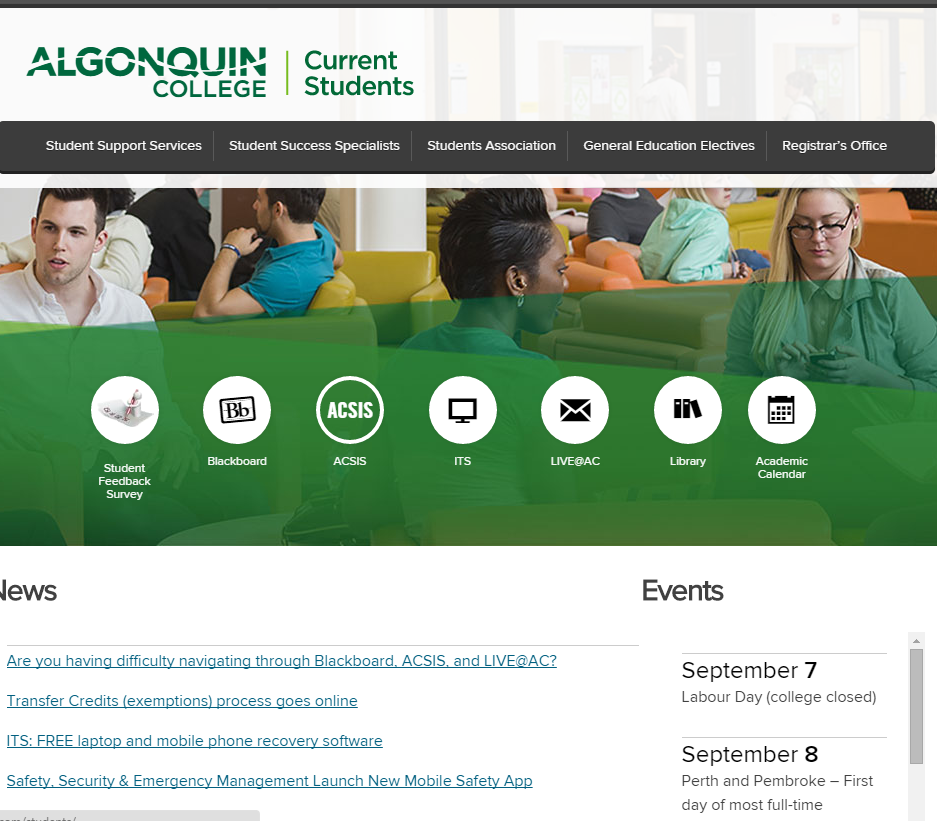 ALGONQUIN
COLLEGE
Current
Students
Student Support Services
Student Success Specialists
Students Association
General Education Electives
Registrar's Office
Bb
ACSIS
Student
Feedback
Survey
Blackboard
ACSIS
ITS
LIVE@AC
Library
Academic
Calendar
News
Are you having difficulty navigating through Blackboard, ACSIS, and LIVE@AC?
Transfer Credits (exemptions) process goes online
ITS: FREE laptop and mobile phone recovery software
Safety, Security & Emergency Management Launch New Mobile Safety App
Events
September 7
Labour Day (college closed)
September 8
Perth and Pembroke – First
day of most full-time